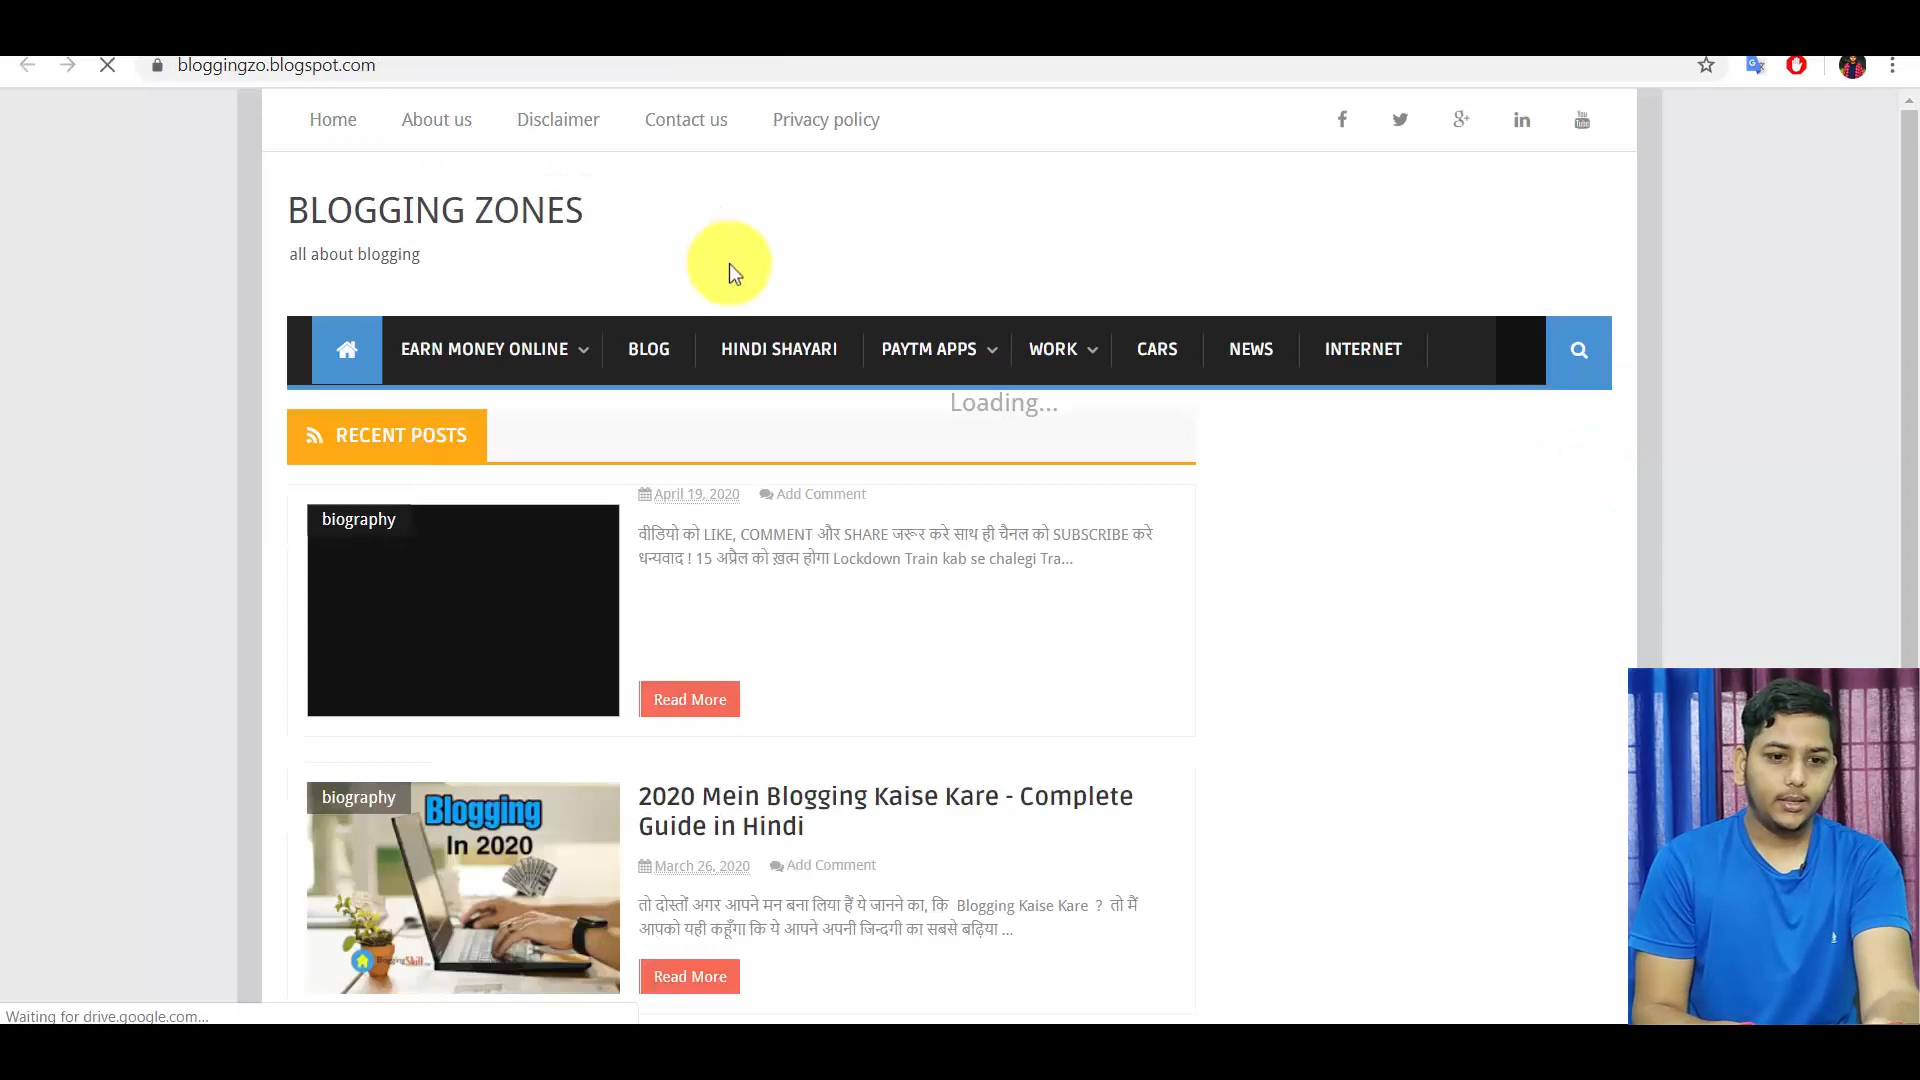 bloggingzo.blogspot.com
Home About us Disclaimer Contact us Privacy policy
BLOGGING ZONES
all about blogging
EARN MONEY ONLINE BLOG HINDI SHAYARI PAYTM APPS WORK CARS NEWS INTERNET
Loading...
RECENT POSTS
biography
April 19, 2020 Add Comment
वीडियो को LIKE, COMMENT और SHARE जरूर करे साथ ही चैनल को SUBSCRIBE करे
धन्यवाद ! 15 अप्रैल को ख़त्म होगा Lockdown Train kab se chalegi Tra...
Read More
biography
Blogging
In 2020
2020 Mein Blogging Kaise Kare - Complete
Guide in Hindi
March 26, 2020 Add Comment
तो दोस्तों अगर आपने मन बना लिया हैं ये जानने का, कि Blogging Kaise Kare ? तो मैं
आपको यही कहूँगा कि ये आपने अपनी जिन्दगी का सबसे बढ़िया ...
Read More
Waiting for drive.google.com...